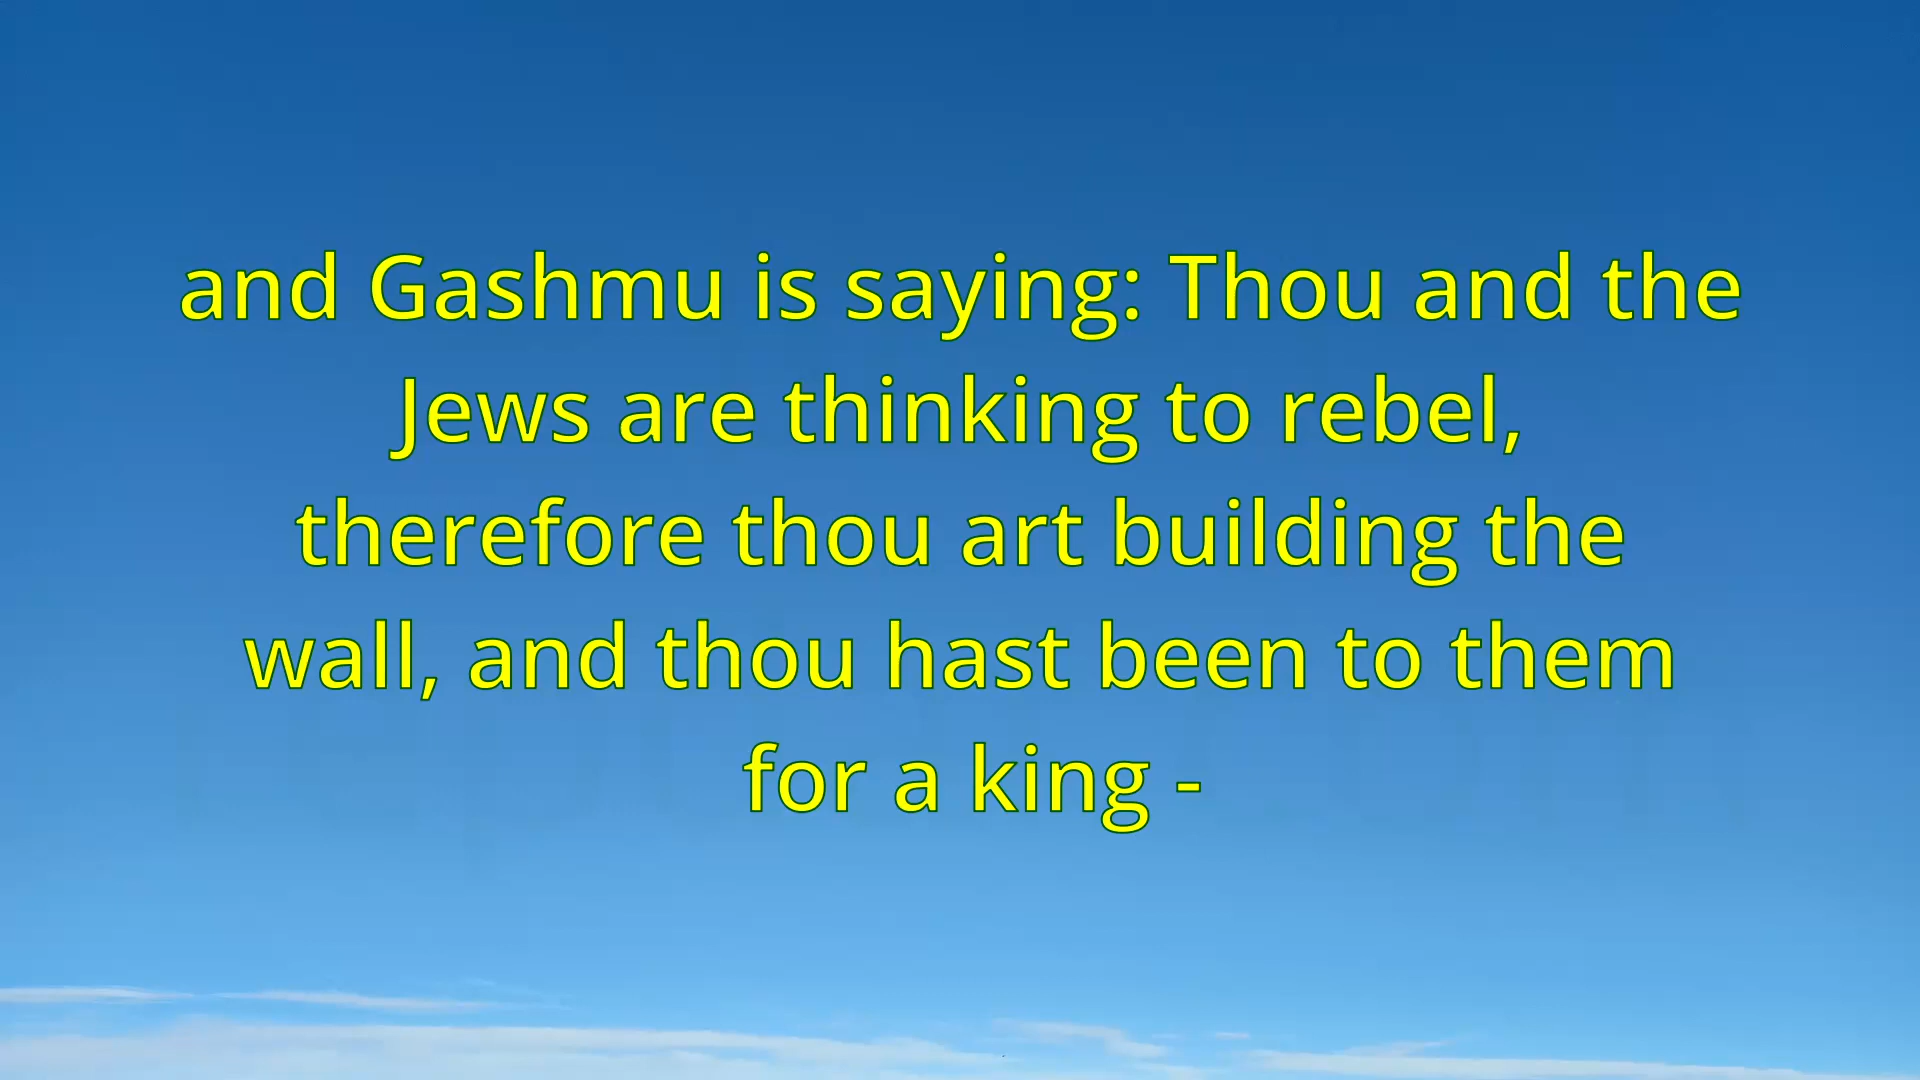 and Gashmu is saying: Thou and the
Jews are thinking to rebel,
therefore thou art building the
wall, and thou hast been to them
for a king -